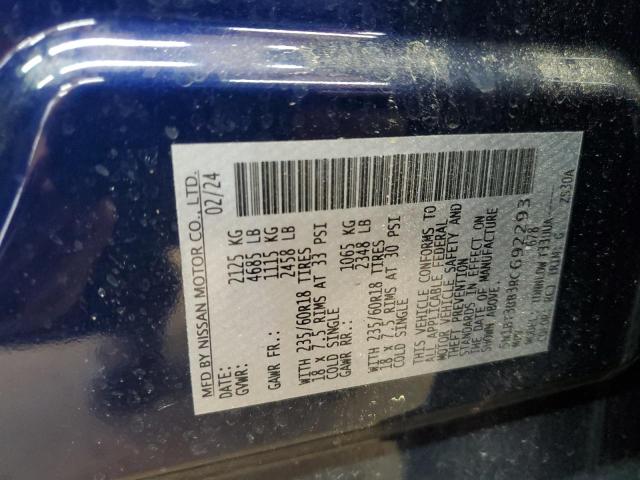 MFD BY NISSAN MOTOR CO., LTD.
DATE: 02/24
GVWR: 2125 KG
4685 LB
GAWR FR.: 1115 KG
2458 LB
WITH 235/60R18 TIRES
18 X 7.5 RIMS AT 33 PSI
COLD SINGLE
GAWR RR.: 1065 KG
2348 LB
WITH 235/60R18 TIRES
18 X 7.5 RIMS AT 30 PSI
COLD SINGLE
THIS VEHICLE CONFORMS TO
ALL APPLICABLE FEDERAL
MOTOR VEHICLE SAFETY AND
THEFT PREVENTION
STANDARDS IN EFFECT ON
THE DATE OF MANUFACTURE
SHOWN ABOVE.
MPV
MODEL: